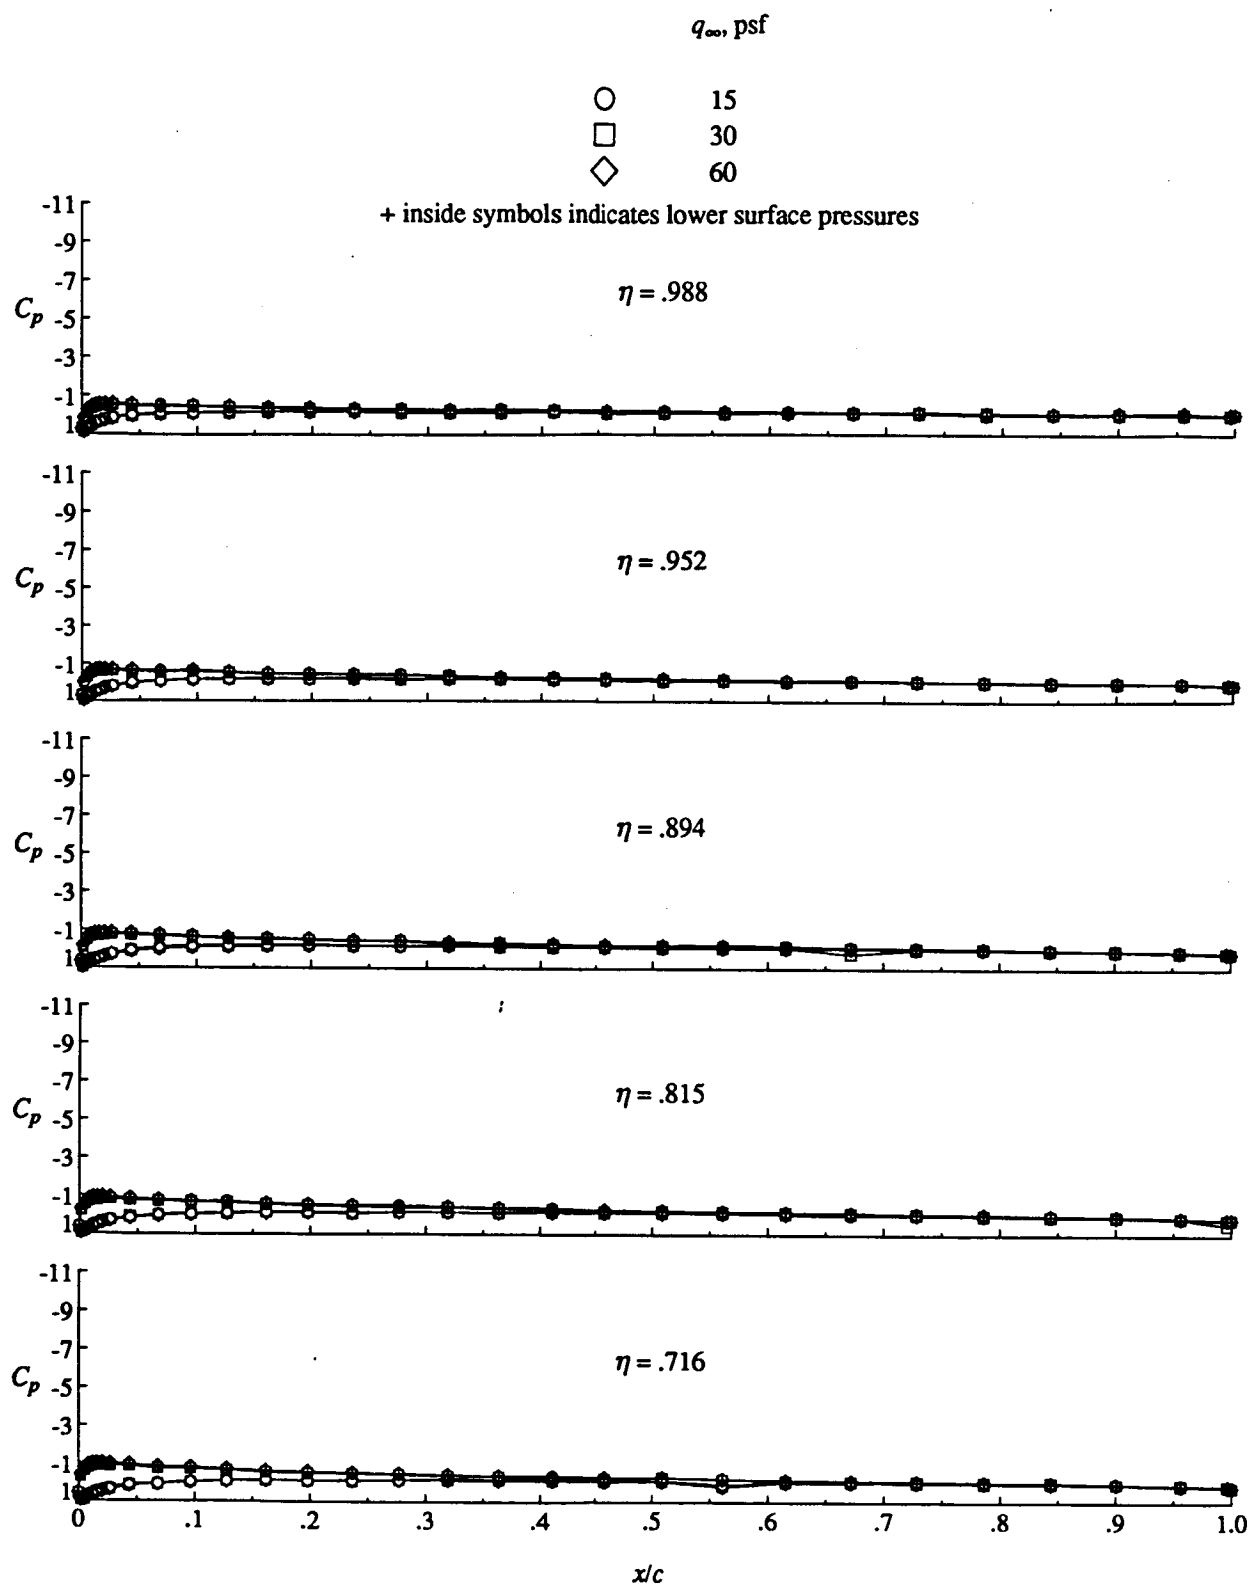 q∞, psf
○ 15
□ 30
◇ 60
+ inside symbols indicates lower surface pressures
-11
-9
-7
-5
-3
-1
1
Cp
η = .988
-11
-9
-7
-5
-3
-1
1
Cp
η = .952
-11
-9
-7
-5
-3
-1
1
Cp
η = .894
-11
-9
-7
-5
-3
-1
1
Cp
η = .815
-11
-9
-7
-5
-3
-1
1
Cp
η = .716
0 .1 .2 .3 .4 .5 .6 .7 .8 .9 1.0
x/c